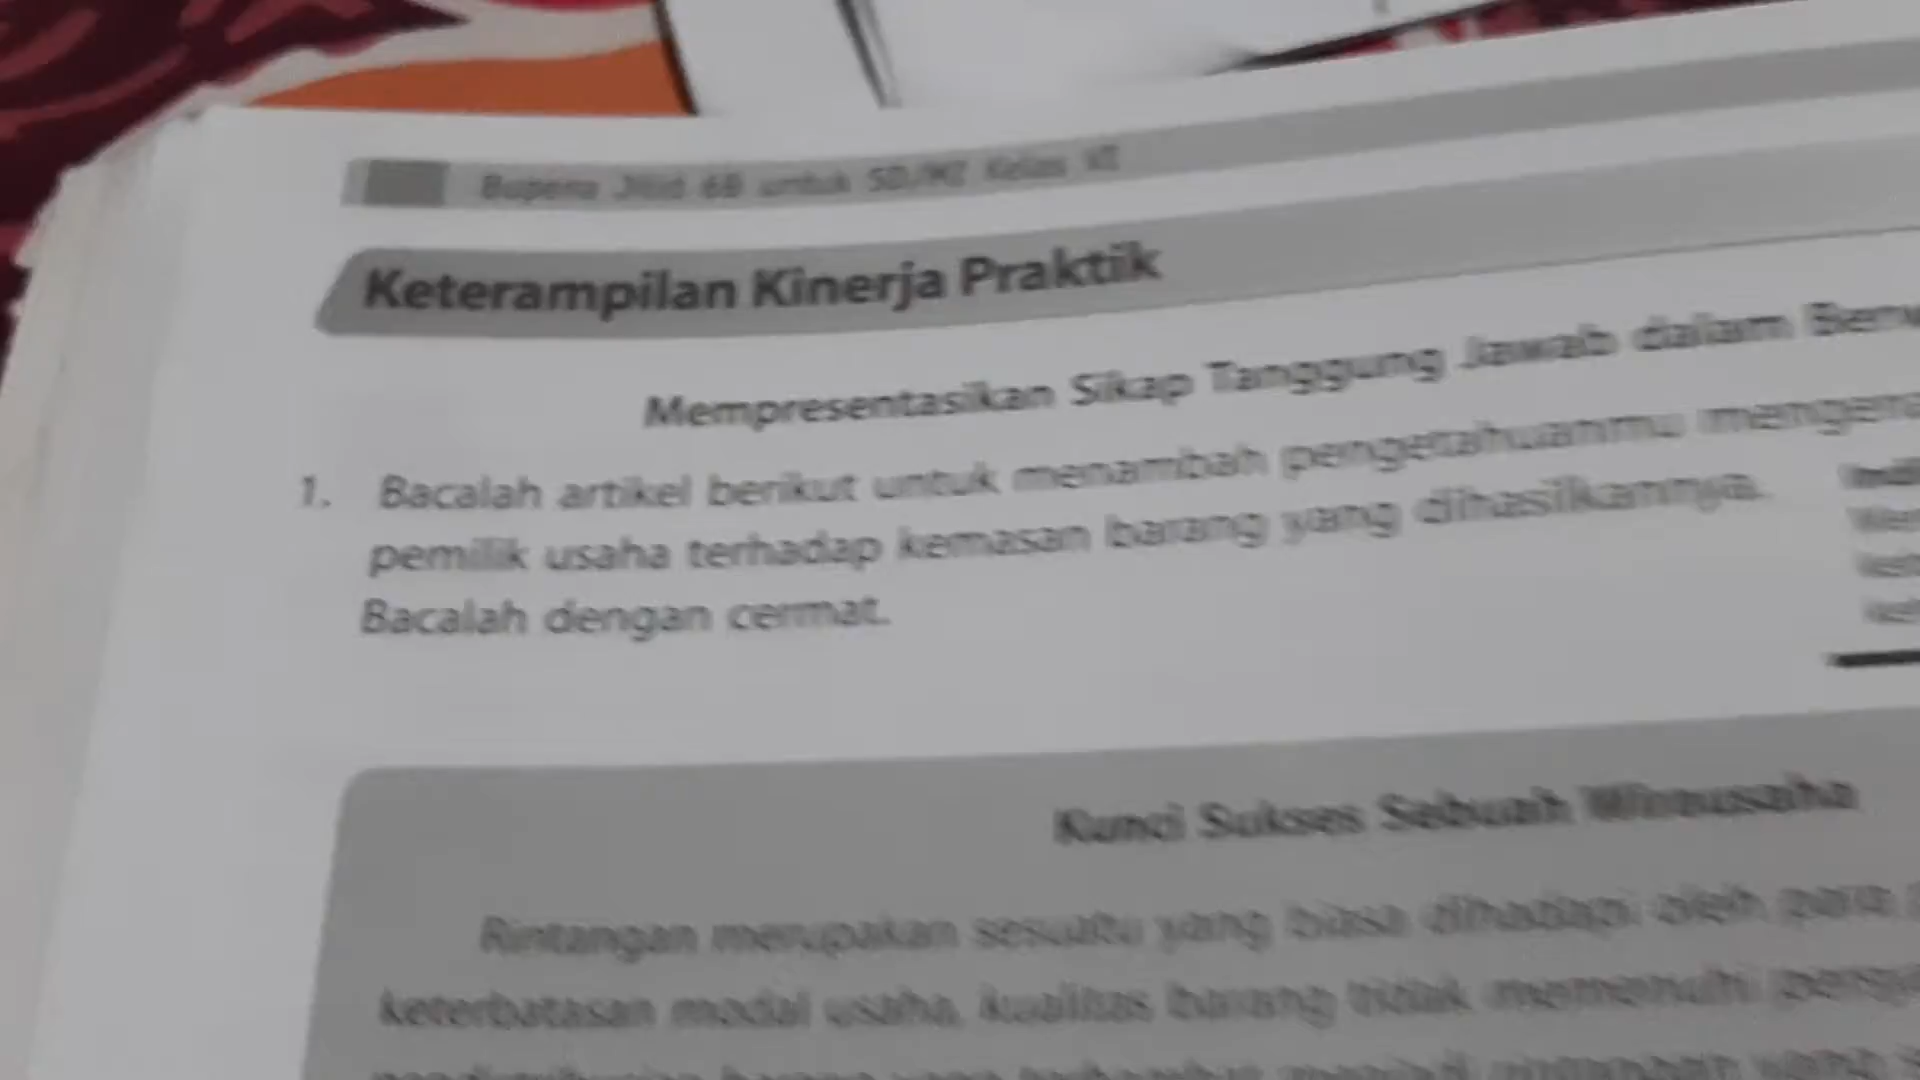 Bupena Jilid 6B untuk SD/MI Kelas VI
Keterampilan Kinerja Praktik
Mempresentasikan Sikap Tanggung Jawab dalam
1. Bacalah artikel berikut untuk menambah pengetahuanmu
pemilik usaha terhadap kemasan barang yang dihasilkannya.
Bacalah dengan cermat.
Kunci Sukses Sebuah Wirausaha
Rintangan merupakan sesuatu yang biasa dihadapi oleh para
keterbatasan modal usaha, kualitas barang tidak memenuhi